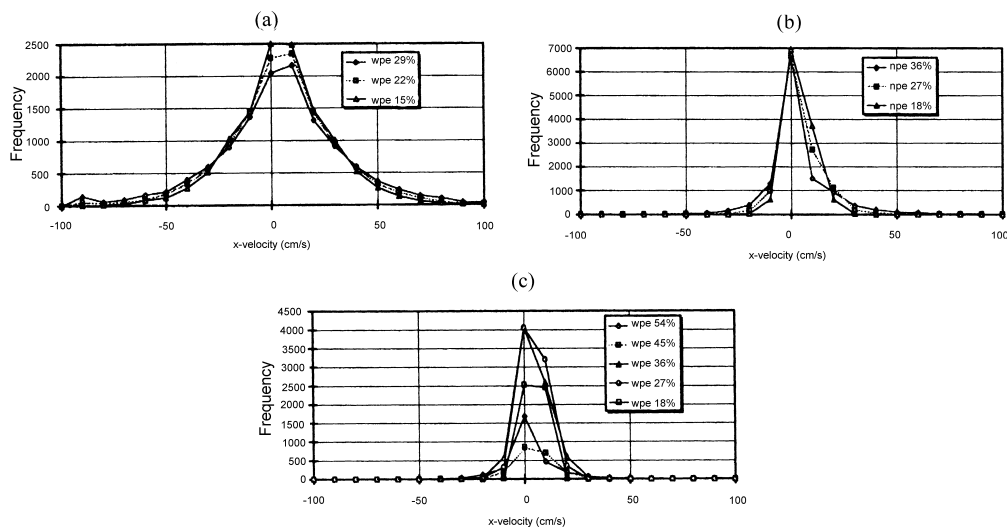 (a)
2500
2000
1500
1000
500
0
Frequency
-100
-50
0
50
100
x-velocity (cm/s)
wpe 29%
wpe 22%
wpe 15%
(b)
7000
6000
5000
4000
3000
2000
1000
0
Frequency
-100
-50
0
50
100
x-velocity (cm/s)
npe 36%
npe 27%
npe 18%
(c)
4500
4000
3500
3000
2500
2000
1500
1000
500
0
Frequency
-100
-50
0
50
100
x-velocity (cm/s)
wpe 54%
wpe 45%
wpe 36%
wpe 27%
wpe 18%